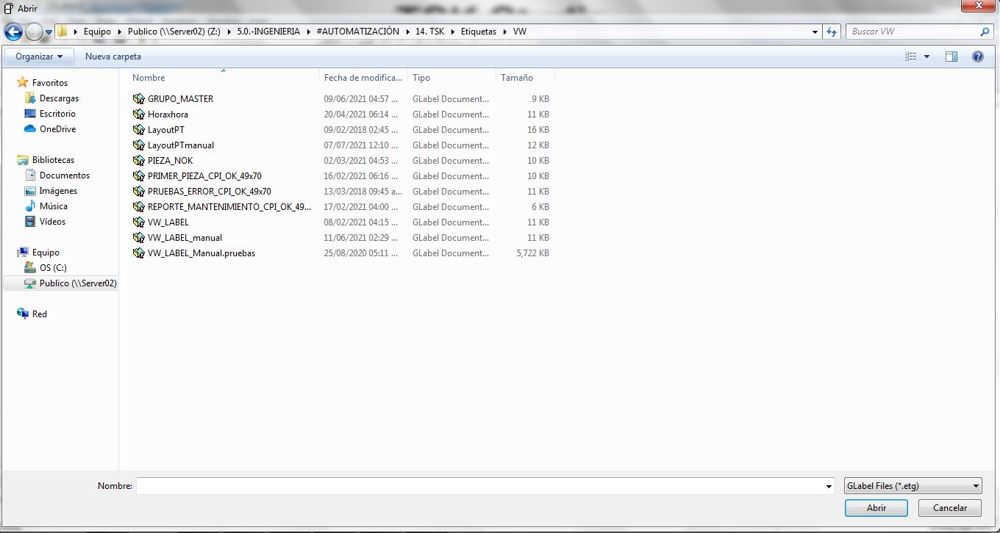 Abrir
Equipo Publico (\\Server02) (Z:) 5.0.-INGENIERIA #AUTOMATIZACIÓN 14. TSK Etiquetas VW Buscar VW
Organizar Nueva carpeta
Favoritos
Descargas
Escritorio
OneDrive
Bibliotecas
Documentos
Imágenes
Música
Vídeos
Equipo
OS (C:)
Publico (\\Server02)
Red
Nombre Fecha de modifica... Tipo Tamaño
GRUPO_MASTER 09/06/2021 04:57 ... GLabel Document... 9 KB
Horaxhora 20/04/2021 06:14 ... GLabel Document... 11 KB
LayoutPT 09/02/2018 02:45 ... GLabel Document... 16 KB
LayoutPTmanual 07/07/2021 12:10 ... GLabel Document... 12 KB
PIEZA_NOK 02/03/2021 04:53 ... GLabel Document... 10 KB
PRIMER_PIEZA_CPI_OK_49x70 16/02/2021 06:16 ... GLabel Document... 10 KB
PRUEBAS_ERROR_CPI_OK_49x70 13/03/2018 09:45 a... GLabel Document... 11 KB
REPORTE_MANTENIMIENTO_CPI_OK_49... 17/02/2021 04:00 ... GLabel Document... 6 KB
VW_LABEL 08/02/2021 04:15 ... GLabel Document... 11 KB
VW_LABEL_manual 11/06/2021 02:29 ... GLabel Document... 11 KB
VW_LABEL_Manual.pruebas 25/08/2020 05:11 ... GLabel Document... 5,722 KB
Nombre: GLabel Files (*.etg)
Abrir Cancelar